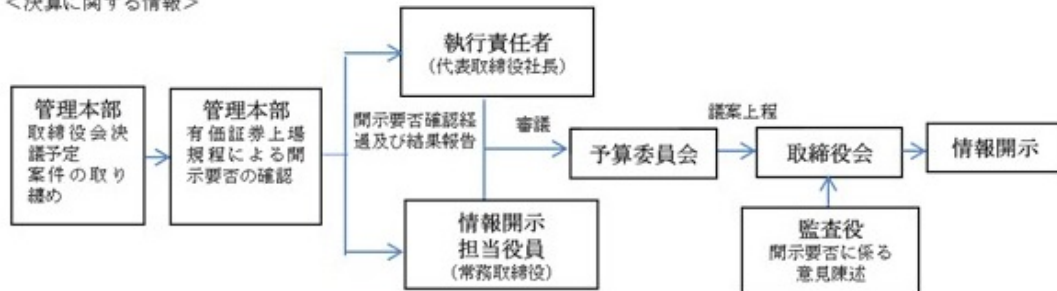 <決算に関する情報>
管理本部
取締役会決
議予定
案件の取り
纏め
管理本部
有価証券上場
規程による開
示要否の確認
執行責任者
(代表取締役社長)
開示要否確認経
過及び結果報告
情報開示
担当役員
(常務取締役)
審議
予算委員会
議案上程
取締役会
監査役
開示要否に係る
意見陳述
情報開示